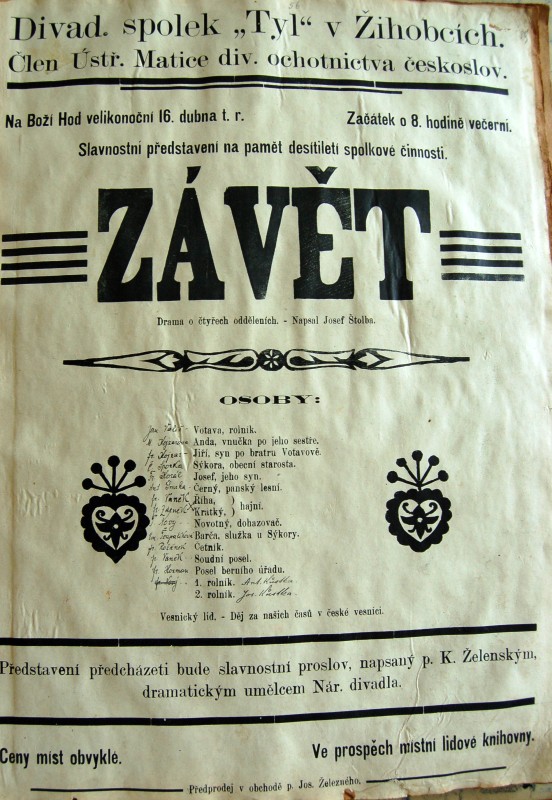 Divad. spolek „Tyl“ v Žihobcích.
Člen Ústř. Matice div. ochotnictva českoslov.
Na Boží Hod velikonoční 16. dubna t. r. Začátek o 8. hodině večerní.
Slavnostní představení na pamět desítiletí spolkové činnosti.
ZÁVĚT
Drama o čtyřech odděleních. - Napsal Josef Štolba.
OSOBY:
Jan Votava, rolník.
Anda, vnučka po jeho sestře.
Jiří, syn po bratru Votavově.
Sýkora, obecní starosta.
Josef, jeho syn.
Černý, panský lesní.
Říha, )
Krátký, ) hajní.
Novotný, dohazovač.
Barča, služka u Sýkory.
Četník.
Soudní posel.
Posel berního úřadu.
1. rolník.
2. rolník.
Vesnický lid. - Děj za našich časů v české vesnici.
Představení předcházeti bude slavnostní proslov, napsaný p. K. Želenským,
dramatickým umělcem Nár. divadla.
Ceny míst obvyklé. Ve prospěch místní lidové knihovny.
Předprodej v obchodě p. Jos. Železného.